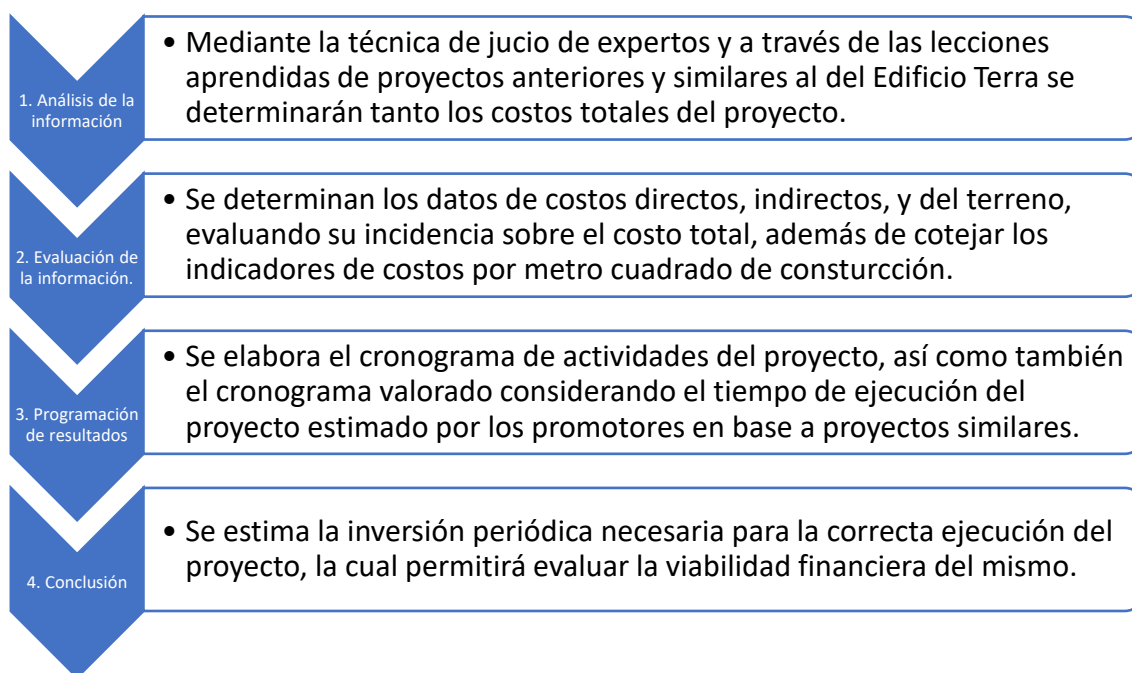 1. Análisis de la
información
• Mediante la técnica de jucio de expertos y a través de las lecciones
aprendidas de proyectos anteriores y similares al del Edificio Terra se
determinarán tanto los costos totales del proyecto.
2. Evaluación de
la información.
• Se determinan los datos de costos directos, indirectos, y del terreno,
evaluando su incidencia sobre el costo total, además de cotejar los
indicadores de costos por metro cuadrado de consturcción.
3. Programación
de resultados
• Se elabora el cronograma de actividades del proyecto, así como también
el cronograma valorado considerando el tiempo de ejecución del
proyecto estimado por los promotores en base a proyectos similares.
4. Conclusión
• Se estima la inversión periódica necesaria para la correcta ejecución del
proyecto, la cual permitirá evaluar la viabilidad financiera del mismo.